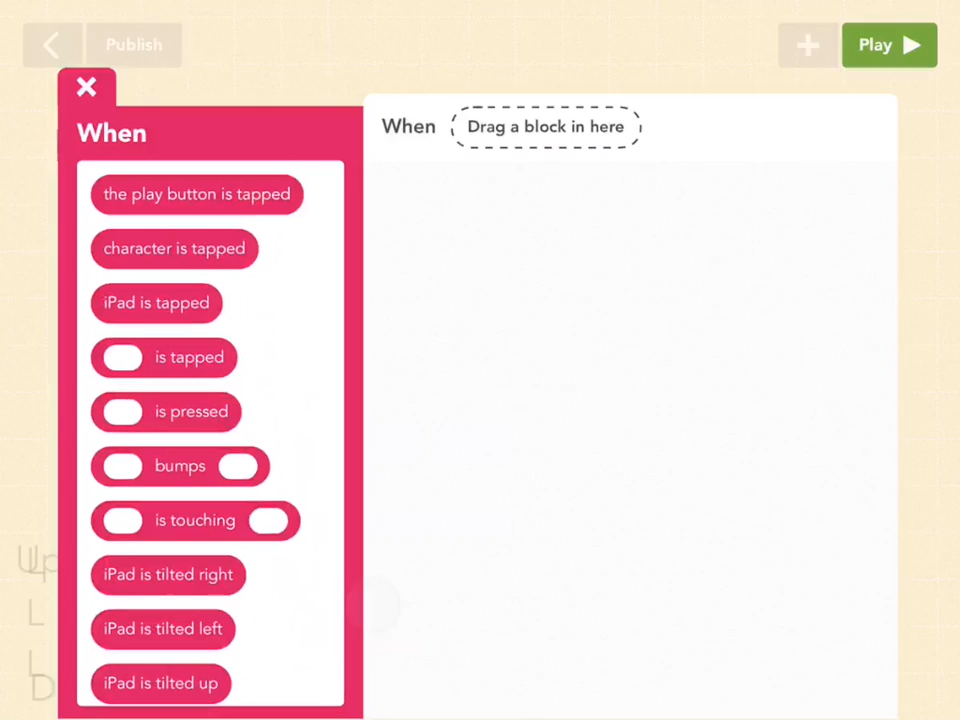 Publish
Play
When
When Drag a block in here
the play button is tapped
character is tapped
iPad is tapped
is tapped
is pressed
bumps
is touching
iPad is tilted right
iPad is tilted left
iPad is tilted up
Up
L
L
D